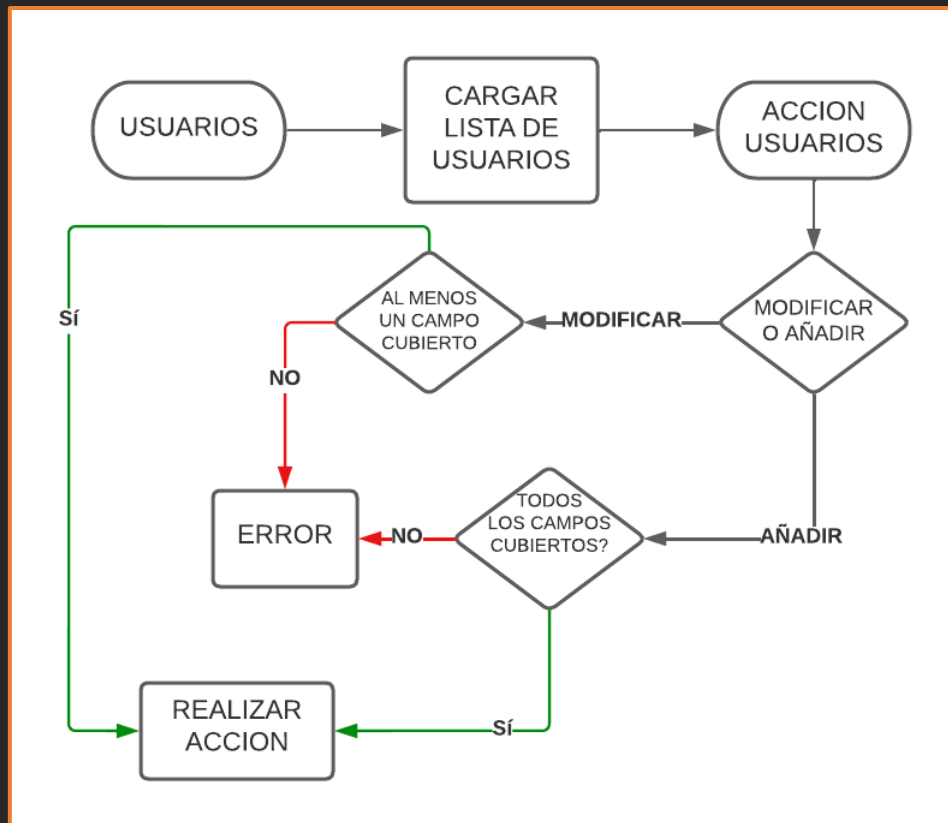 USUARIOS
CARGAR
LISTA DE
USUARIOS
ACCION
USUARIOS
MODIFICAR
O AÑADIR
MODIFICAR
AL MENOS
UN CAMPO
CUBIERTO
Sí
NO
AÑADIR
TODOS
LOS CAMPOS
CUBIERTOS?
NO
ERROR
Sí
REALIZAR
ACCION